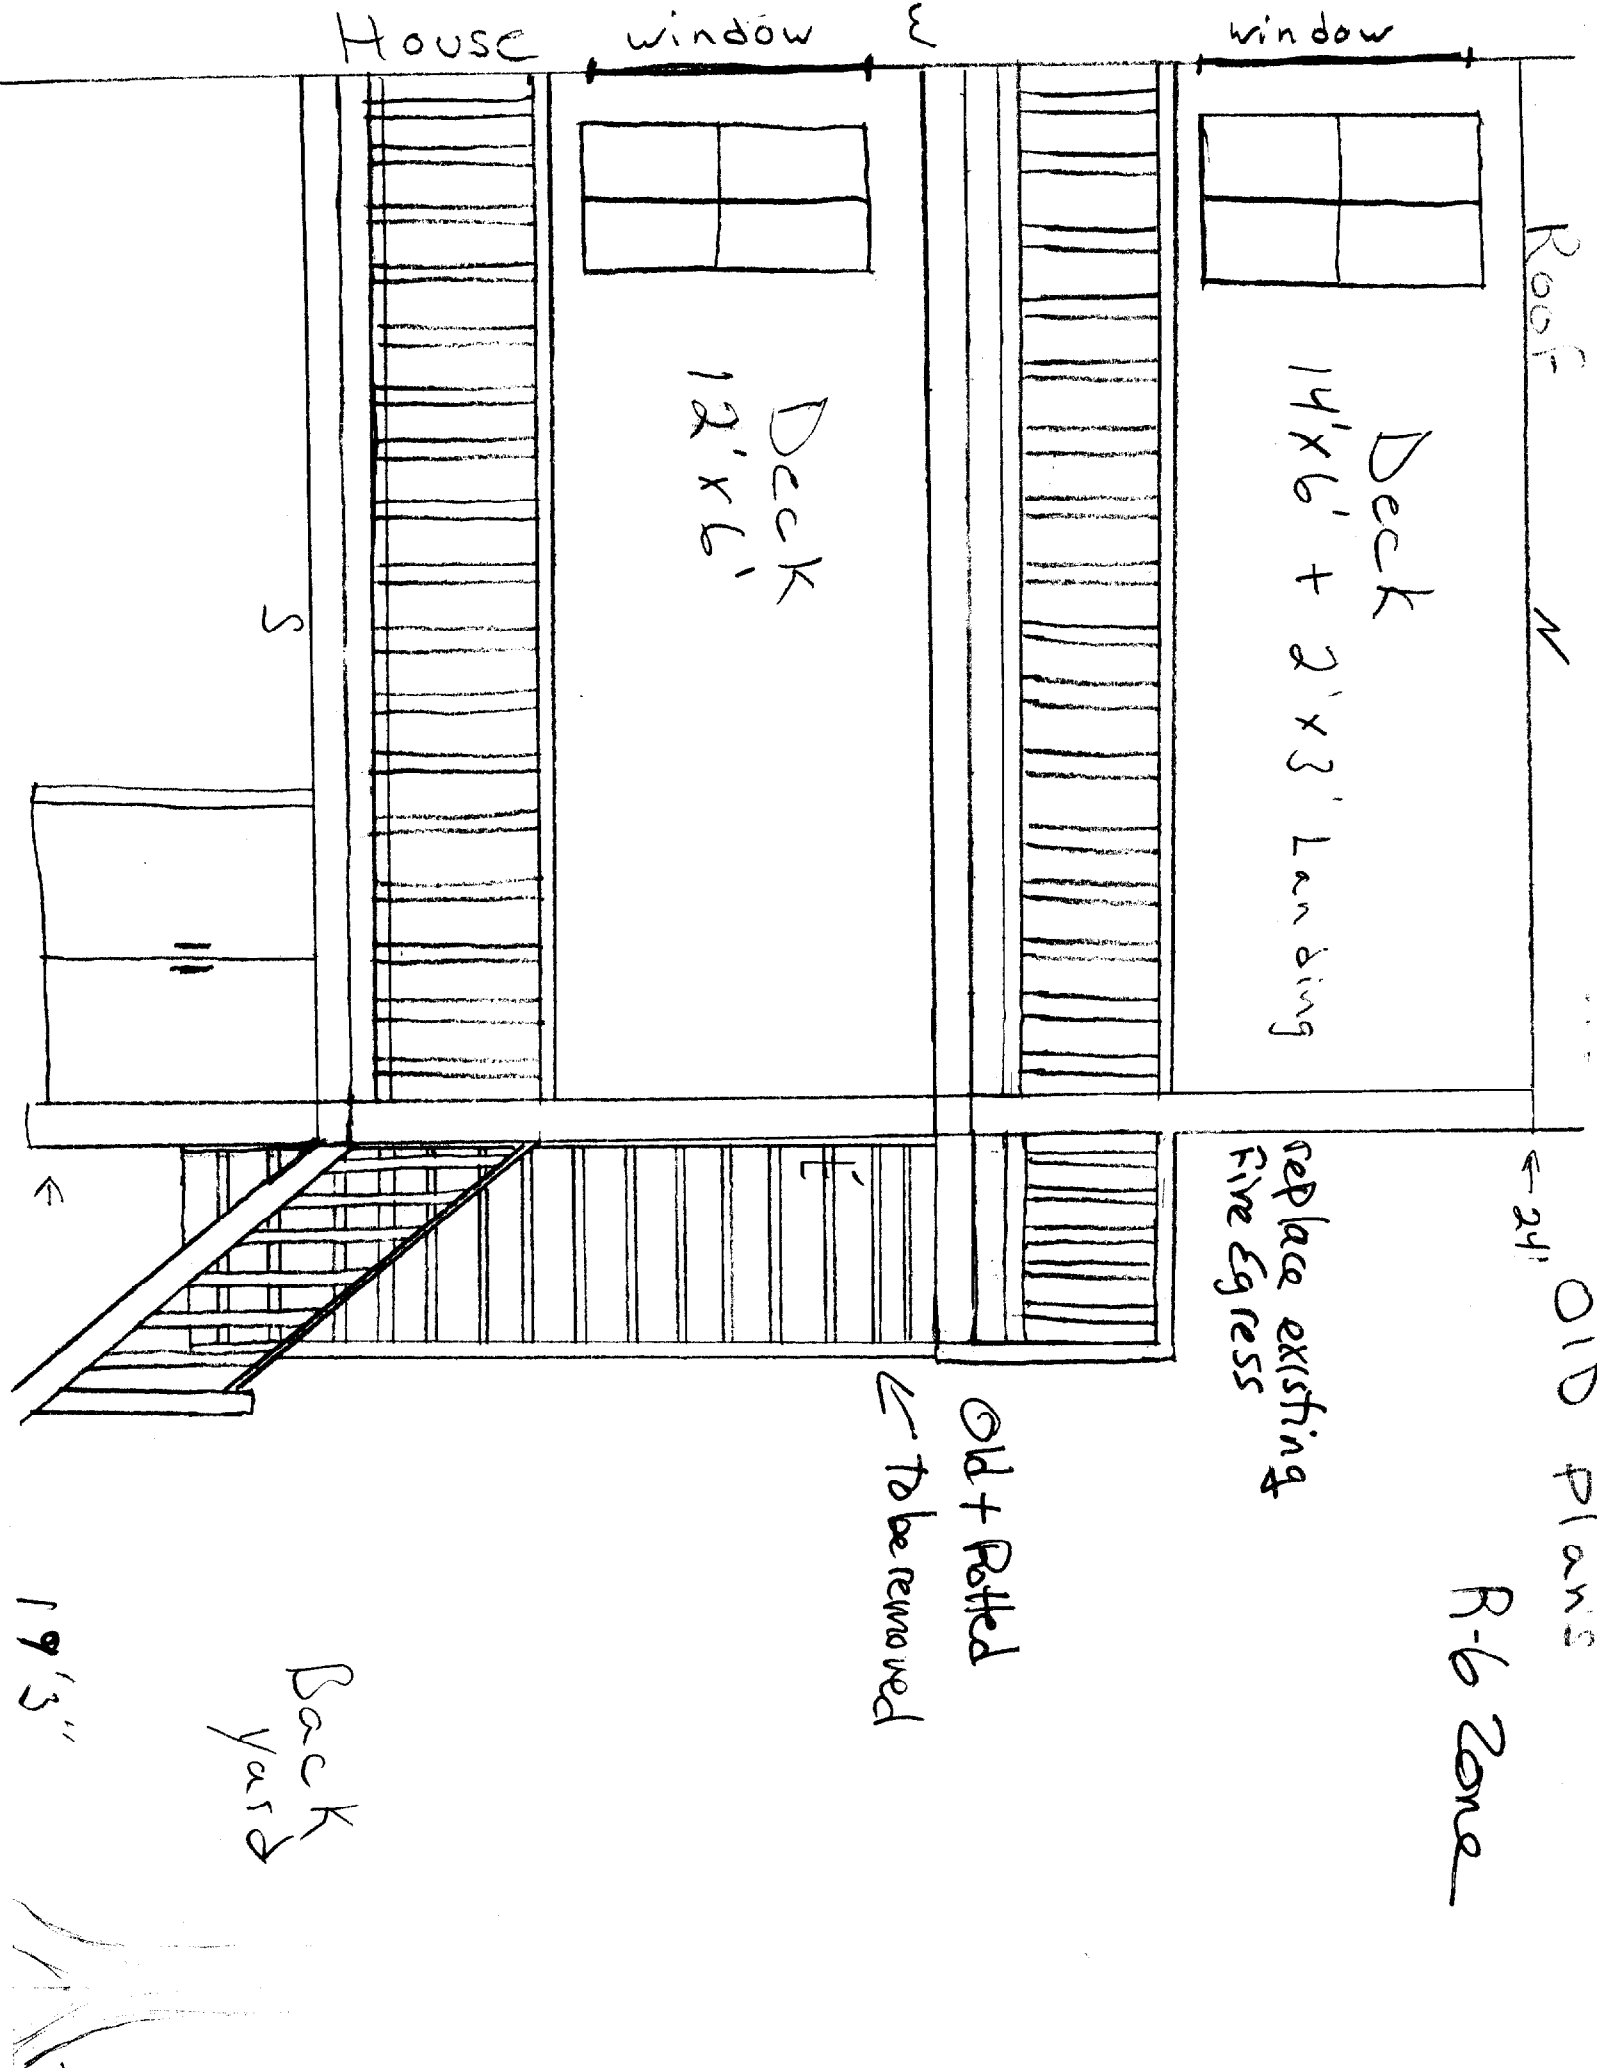 OLD Plans
R-6 Zone
Roof
N
← 24'
window
Deck
14'x6' + 2'x3' Landing
replace existing
Fire Egress
W
Old + Rotted
← To be removed
window
Deck
12'x6'
E
House
S
Back
yard
19'3"